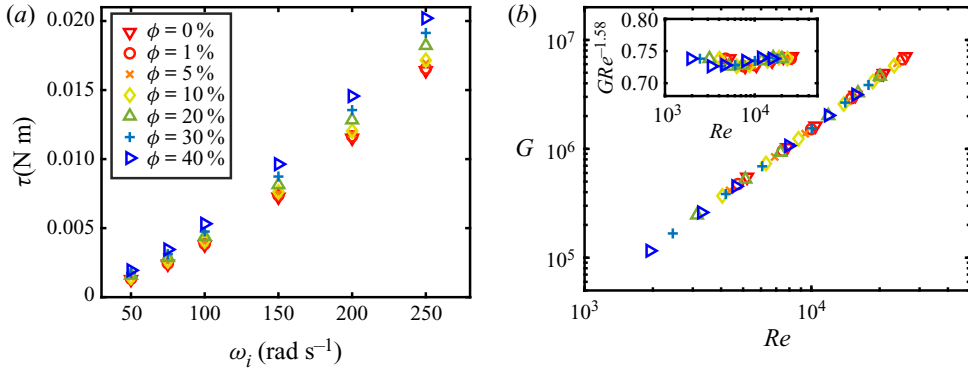 (a)
τ(N m)
0.020
0.015
0.010
0.005
0
ϕ = 0 %
ϕ = 1 %
ϕ = 5 %
ϕ = 10 %
ϕ = 20 %
ϕ = 30 %
ϕ = 40 %
50 100 150 200 250
ω_i (rad s⁻¹)
(b)
G
10⁷
10⁶
10⁵
10³ 10⁴
Re
GRe⁻¹·⁵⁸
0.80
0.75
0.70
10³ 10⁴
Re